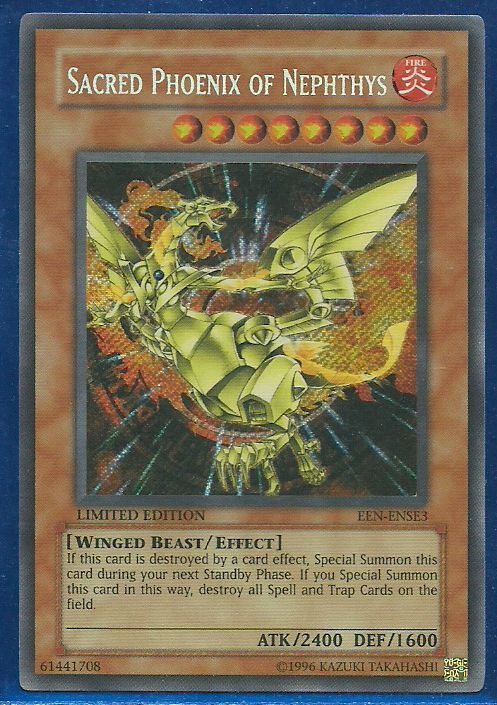 SACRED PHOENIX OF NEPHTHYS
FIRE
炎
LIMITED EDITION
EEN-ENSE3
[WINGED BEAST/EFFECT]
If this card is destroyed by a card effect, Special Summon this
card during your next Standby Phase. If you Special Summon
this card in this way, destroy all Spell and Trap Cards on the
field.
ATK/2400 DEF/1600
61441708
©1996 KAZUKI TAKAHASHI